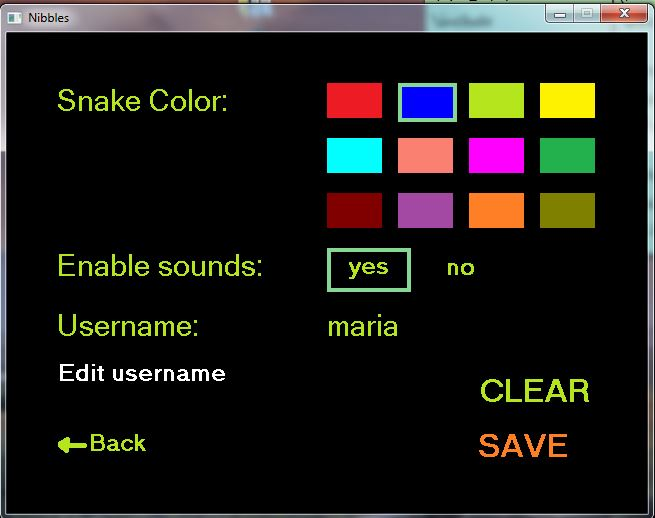 Nibbles
Snake Color:
Enable sounds: yes no
Username: maria
Edit username
CLEAR
Back
SAVE